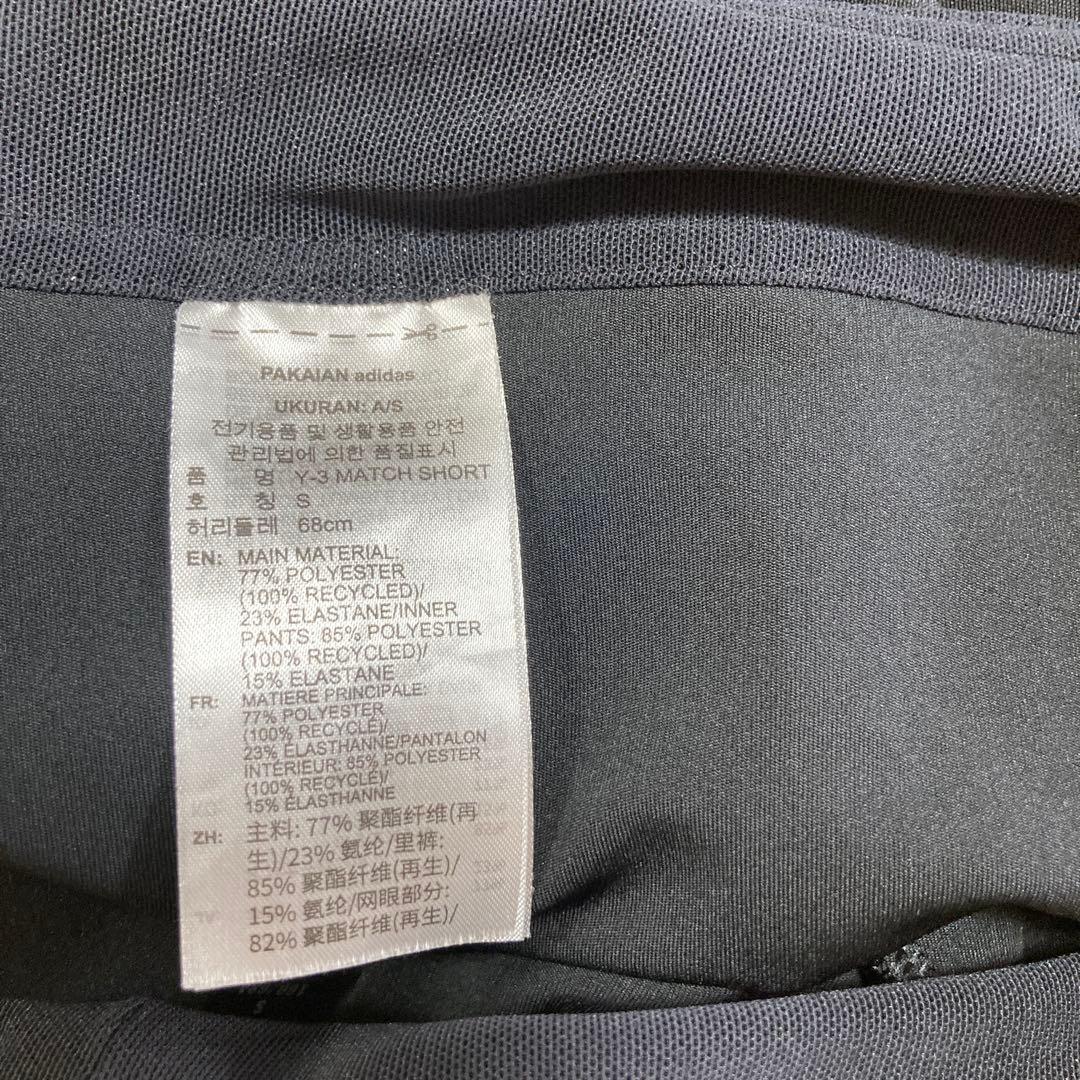 PAKAIAN adidas
UKURAN: A/S
전기용품 및 생활용품 안전
관리법에 의한 품질표시
품 명 Y-3 MATCH SHORT
호 칭 S
허리둘레 68cm
EN: MAIN MATERIAL:
77% POLYESTER
(100% RECYCLED)/
23% ELASTANE/INNER
PANTS: 85% POLYESTER
(100% RECYCLED)/
15% ELASTANE
FR: MATIÈRE PRINCIPALE:
77% POLYESTER
(100% RECYCLÉ)/
23% ÉLASTHANNE/PANTALON
INTÉRIEUR: 85% POLYESTER
(100% RECYCLÉ)/
15% ÉLASTHANNE
ZH: 主料: 77% 聚酯纤维(再
生)/23% 氨纶/里裤:
85% 聚酯纤维(再生)/
15% 氨纶/网眼部分:
82% 聚酯纤维(再生)/